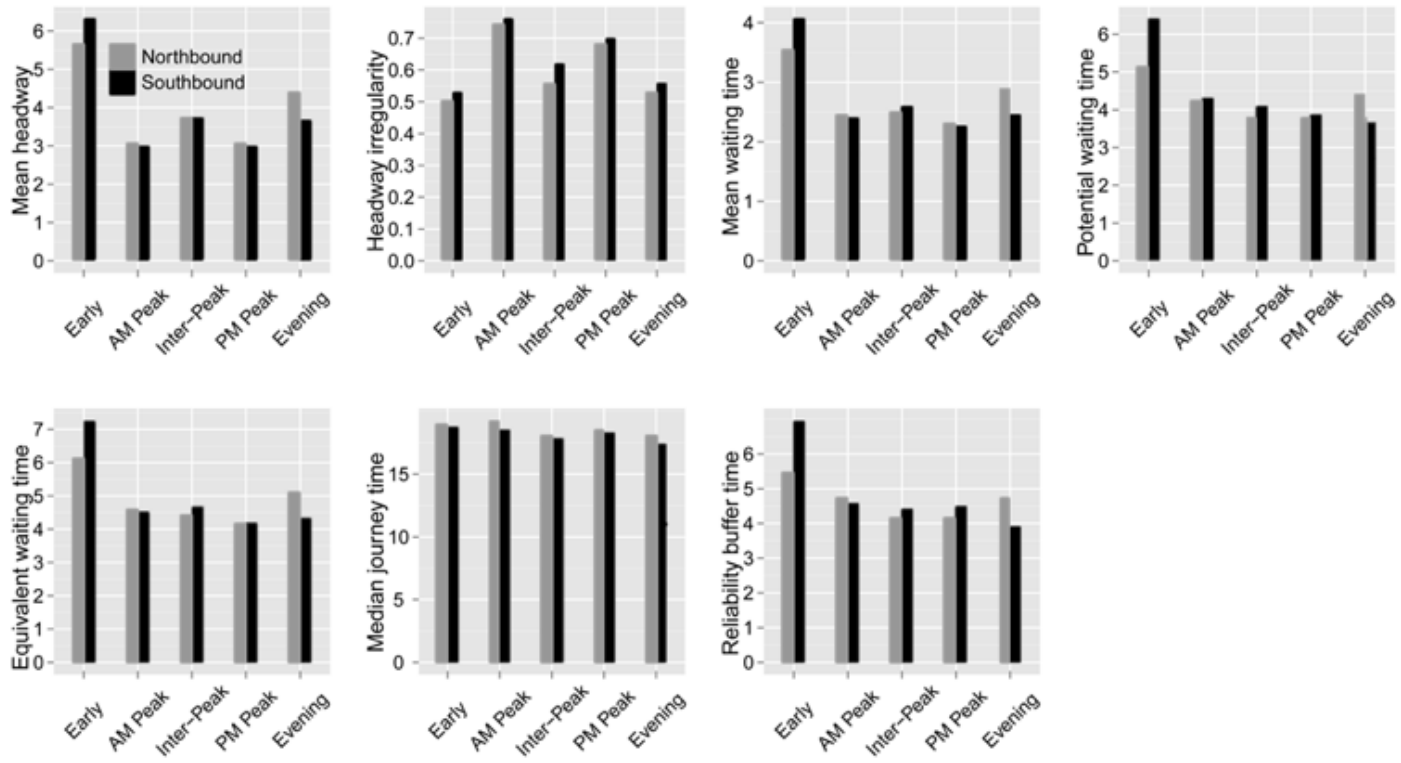 Mean headway
6
5
4
3
2
1
0
Northbound
Southbound
Early
AM Peak
Inter-Peak
PM Peak
Evening
Headway irregularity
0.7
0.6
0.5
0.4
0.3
0.2
0.1
0.0
Early
AM Peak
Inter-Peak
PM Peak
Evening
Mean waiting time
4
3
2
1
0
Early
AM Peak
Inter-Peak
PM Peak
Evening
Potential waiting time
6
5
4
3
2
1
0
Early
AM Peak
Inter-Peak
PM Peak
Evening
Equivalent waiting time
7
6
5
4
3
2
1
0
Early
AM Peak
Inter-Peak
PM Peak
Evening
Median journey time
15
10
5
0
Early
AM Peak
Inter-Peak
PM Peak
Evening
Reliability buffer time
6
5
4
3
2
1
0
Early
AM Peak
Inter-Peak
PM Peak
Evening